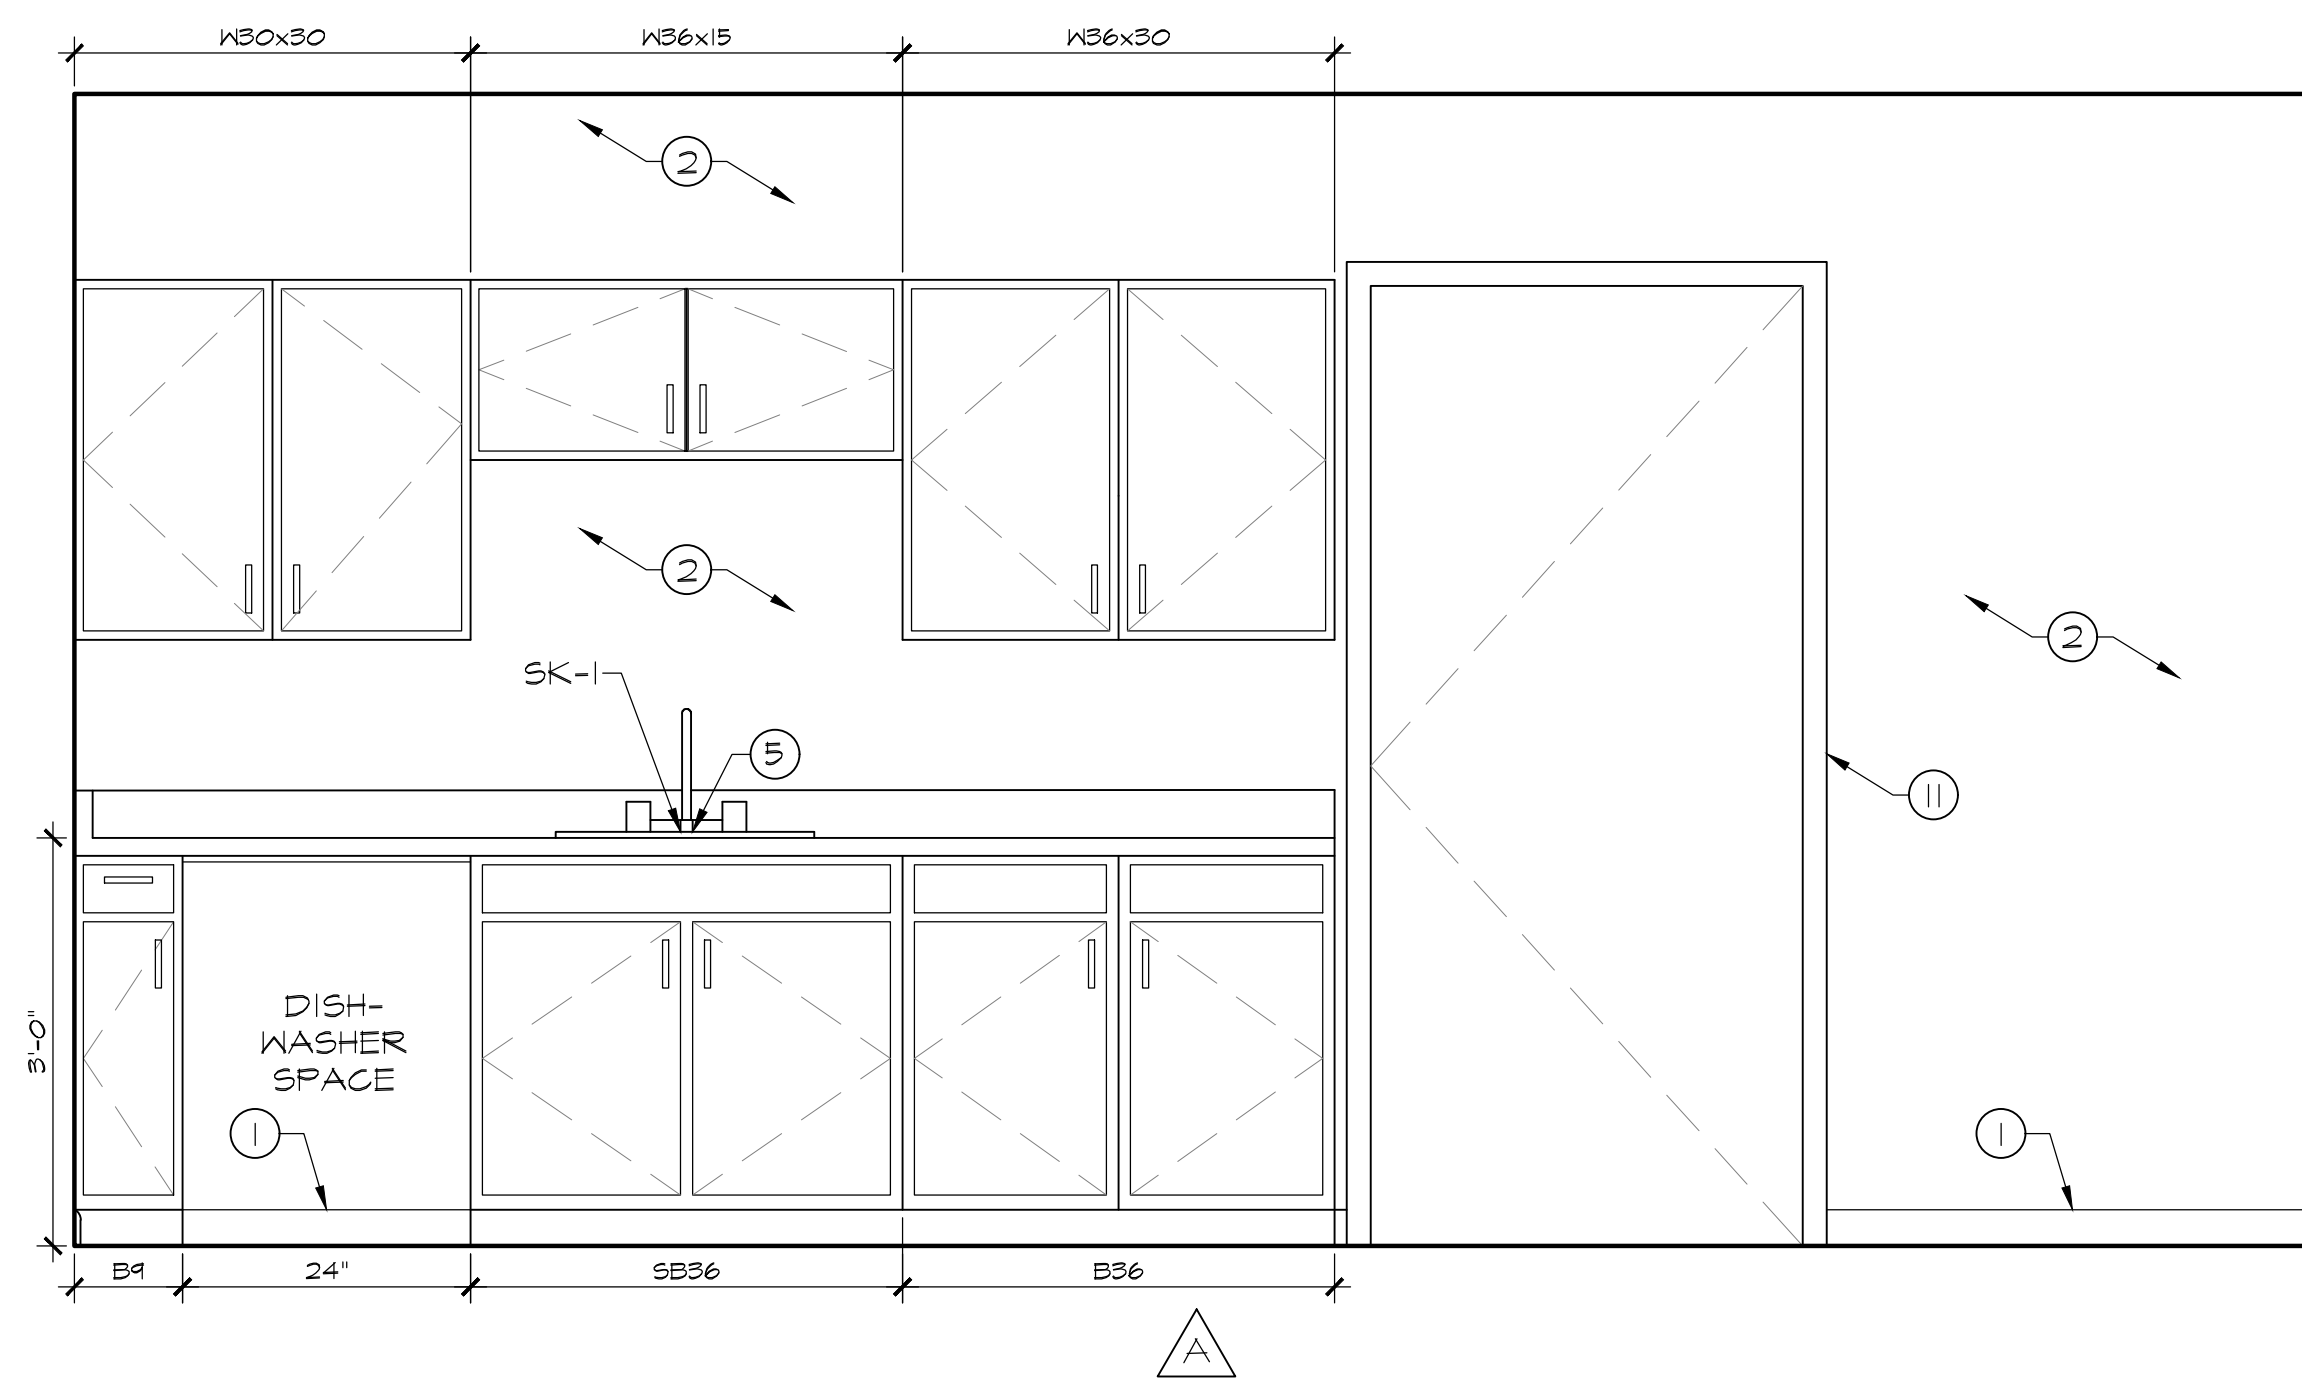 W30x30
W36x15
W36x30
2
2
2
SK-1
5
11
3'-0"
DISH-
WASHER
SPACE
1
1
B9
24"
SB36
B36
A